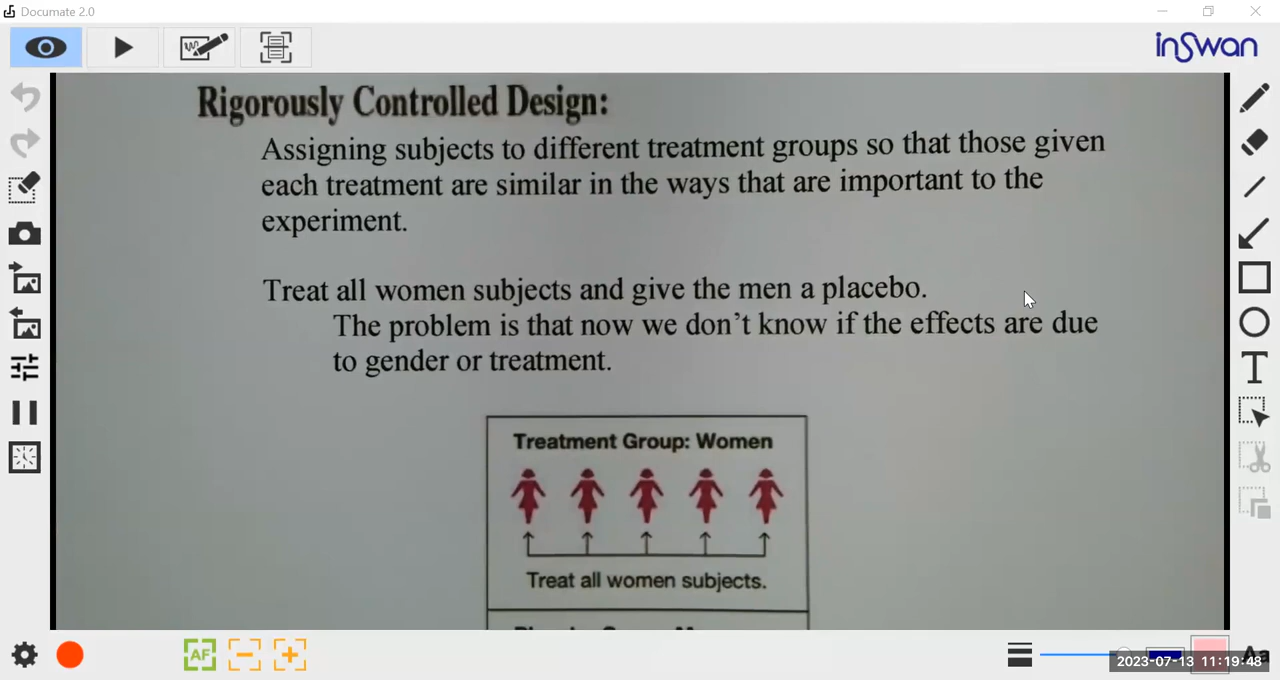 Documate 2.0
inSwan
Rigorously Controlled Design:
Assigning subjects to different treatment groups so that those given
each treatment are similar in the ways that are important to the
experiment.
Treat all women subjects and give the men a placebo.
The problem is that now we don't know if the effects are due
to gender or treatment.
Treatment Group: Women
Treat all women subjects.
AF
T
Aa
2023-07-13 11:19:48